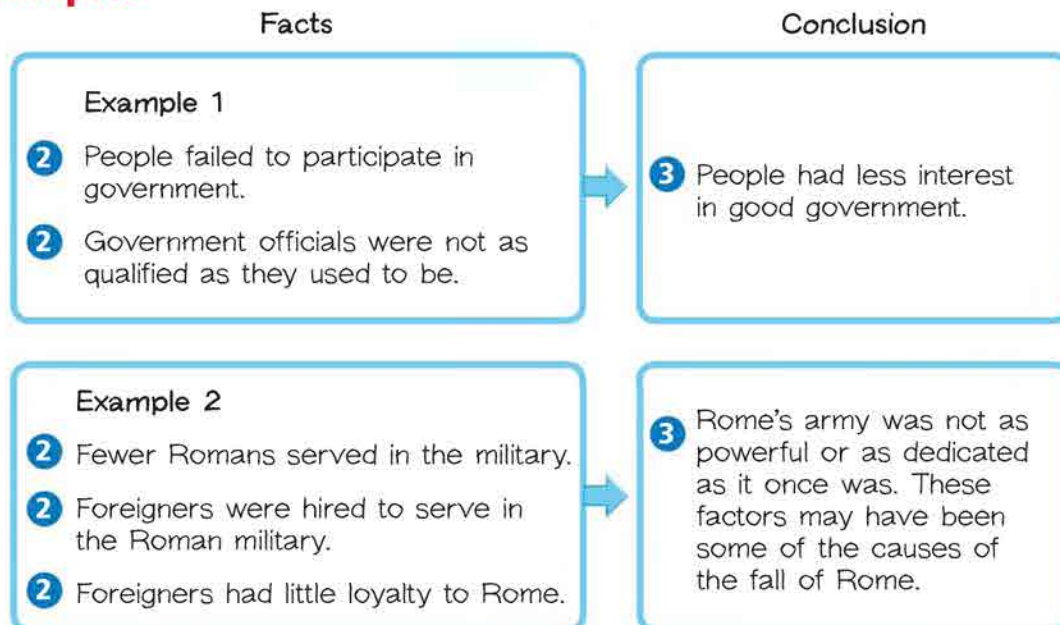 Facts
Conclusion
Example 1
2 People failed to participate in
government.
2 Government officials were not as
qualified as they used to be.
3 People had less interest
in good government.
Example 2
2 Fewer Romans served in the military.
2 Foreigners were hired to serve in
the Roman military.
2 Foreigners had little loyalty to Rome.
3 Rome's army was not as
powerful or as dedicated
as it once was. These
factors may have been
some of the causes of
the fall of Rome.